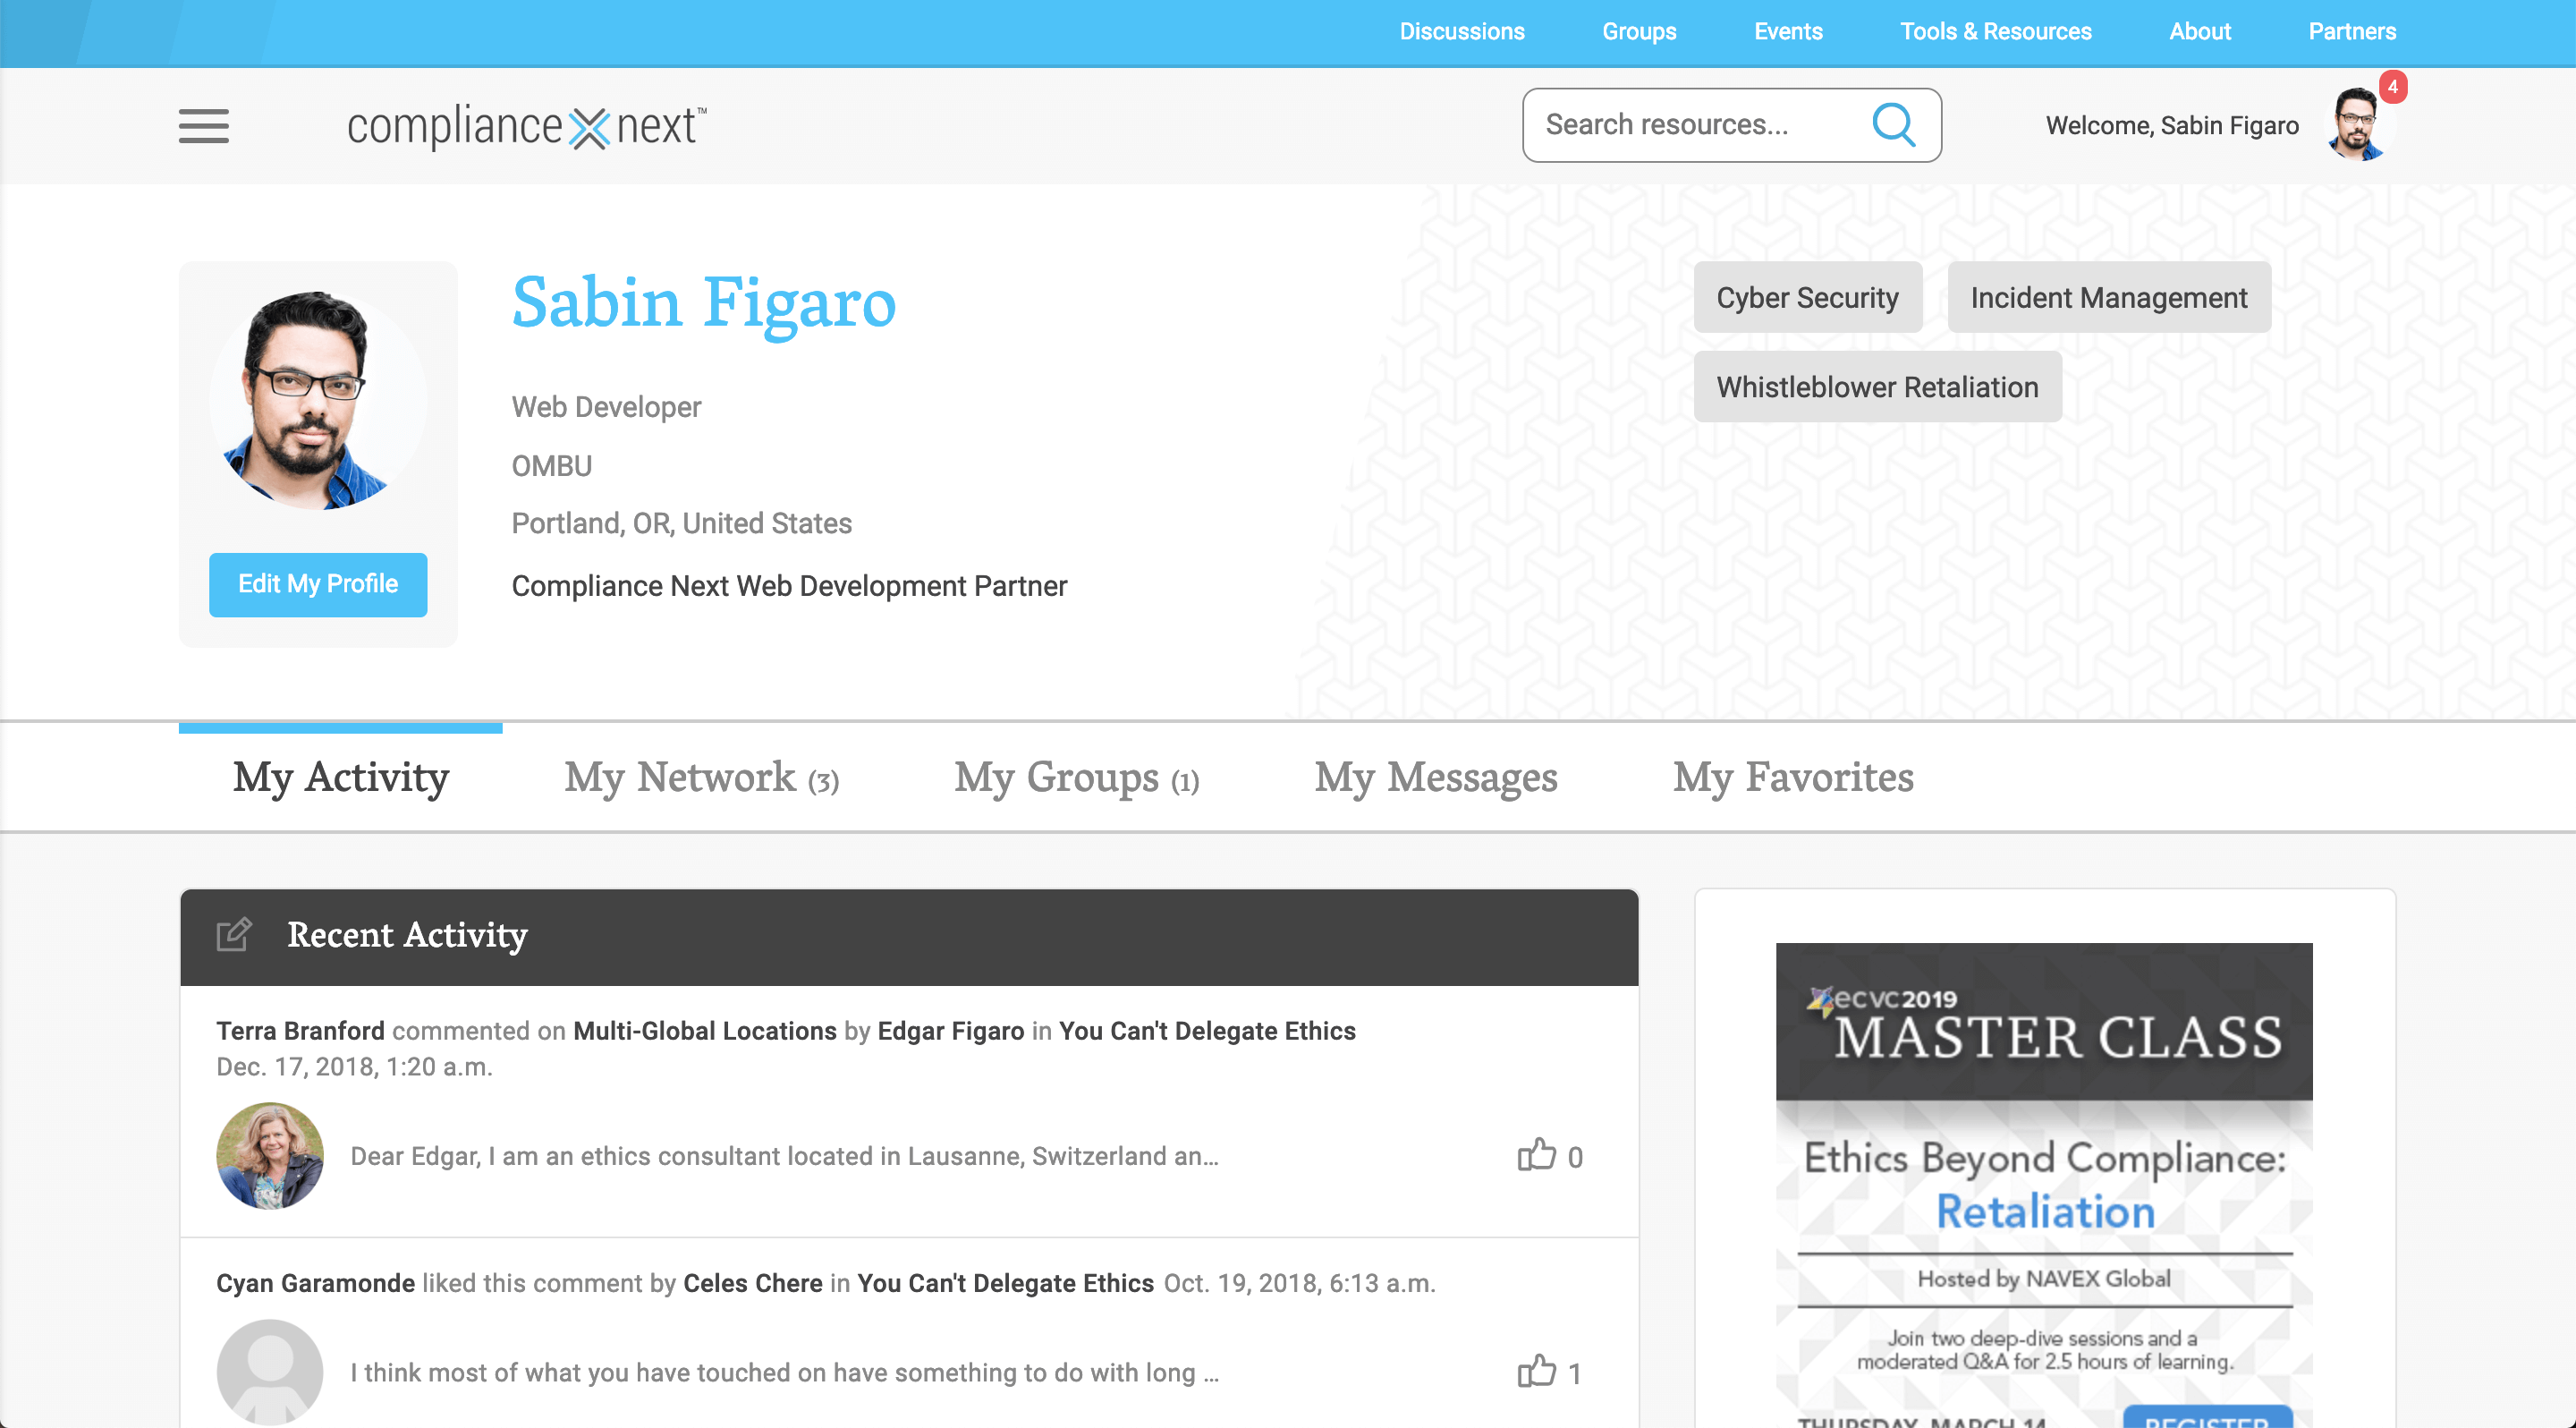 Discussions Groups Events Tools & Resources About Partners
compliance next™
Search resources...
Welcome, Sabin Figaro
4
Sabin Figaro
Web Developer
OMBU
Portland, OR, United States
Compliance Next Web Development Partner
Edit My Profile
Cyber Security Incident Management
Whistleblower Retaliation
My Activity My Network (3) My Groups (1) My Messages My Favorites
Recent Activity
Terra Branford commented on Multi-Global Locations by Edgar Figaro in You Can't Delegate Ethics
Dec. 17, 2018, 1:20 a.m.
Dear Edgar, I am an ethics consultant located in Lausanne, Switzerland an...
0
Cyan Garamonde liked this comment by Celes Chere in You Can't Delegate Ethics Oct. 19, 2018, 6:13 a.m.
I think most of what you have touched on have something to do with long ...
1
ecvc2019
MASTER CLASS
Ethics Beyond Compliance:
Retaliation
Hosted by NAVEX Global
Join two deep-dive sessions and a
moderated Q&A for 2.5 hours of learning.
THURSDAY, MARCH 14
REGISTER